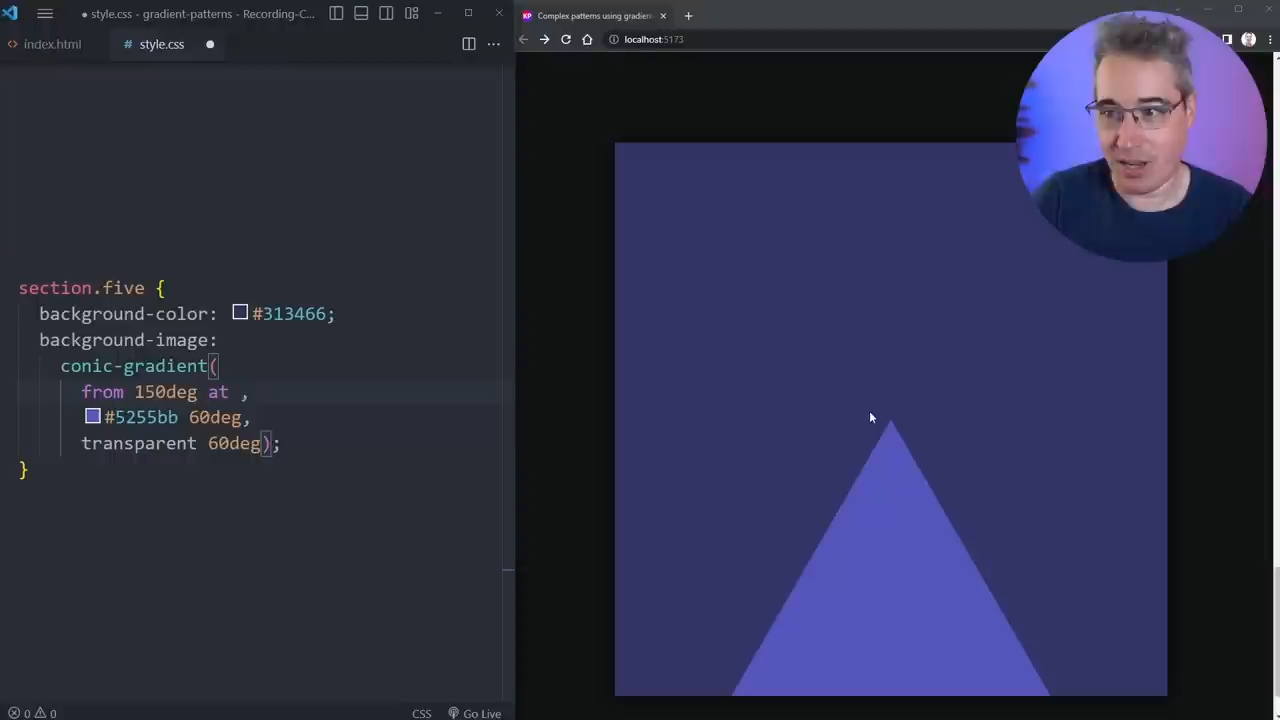 style.css - gradient-patterns - Recording-C...
index.html
# style.css
section.five {
background-color: #313466;
background-image:
conic-gradient(
from 150deg at ,
#5255bb 60deg,
transparent 60deg);
}
0 0
CSS
Go Live
KP
Complex patterns using gradien
localhost:5173